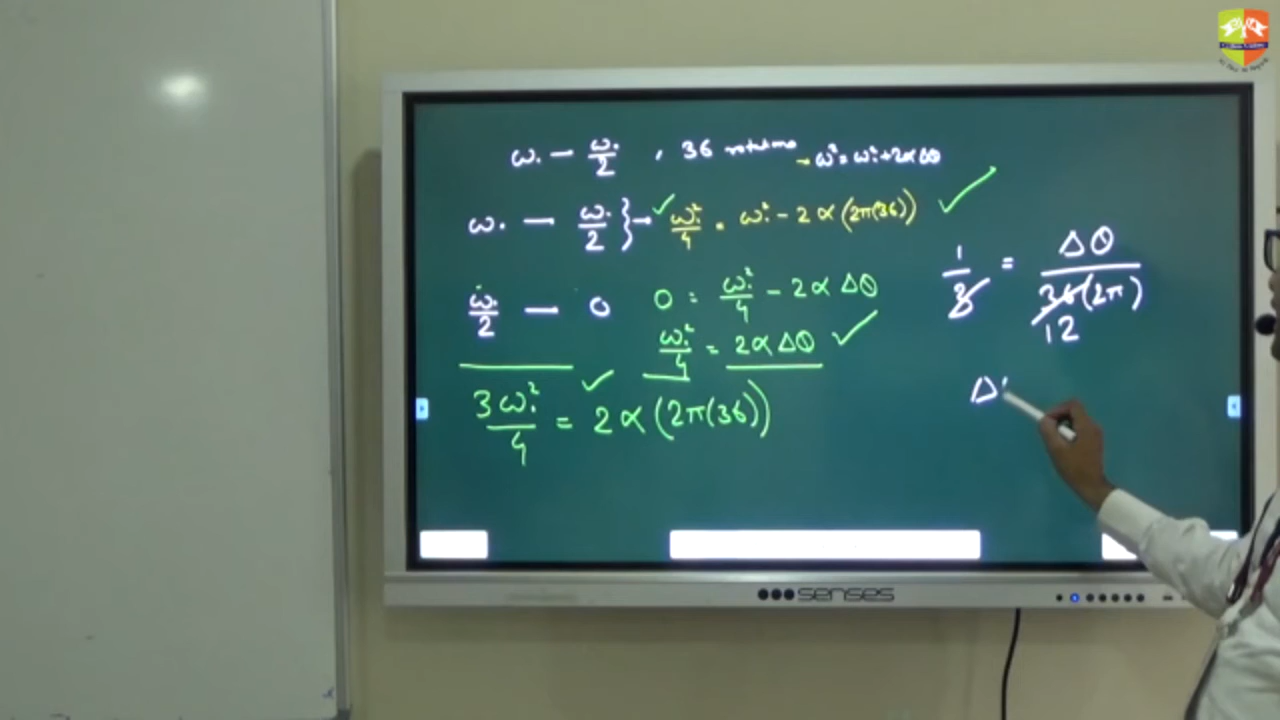 ω₀ — ω₀/2 , 36 rotations → ω² = ω₀² + 2αΔθ
ω₀ — ω₀/2 } → ✓ ω₀²/4 = ω₀² - 2α(2π(36)) ✓
ω₀/2 — 0 0 = ω₀²/4 - 2αΔθ
ω₀²/4 = 2αΔθ ✓
3ω₀²/4 = 2α(2π(36)) ✓
1/3 = Δθ/36(2π)
12
Δ
senses